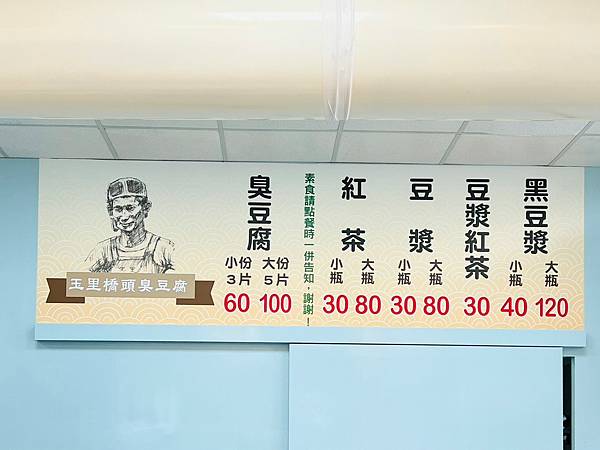 玉里橋頭臭豆腐
臭豆腐
小份 大份
3片 5片
60 100
素食請點餐時一併告知，謝謝！
紅茶
小瓶 大瓶
30 80
豆漿
小瓶 大瓶
30 80
豆漿紅茶
30
黑豆漿
小瓶 大瓶
40 120